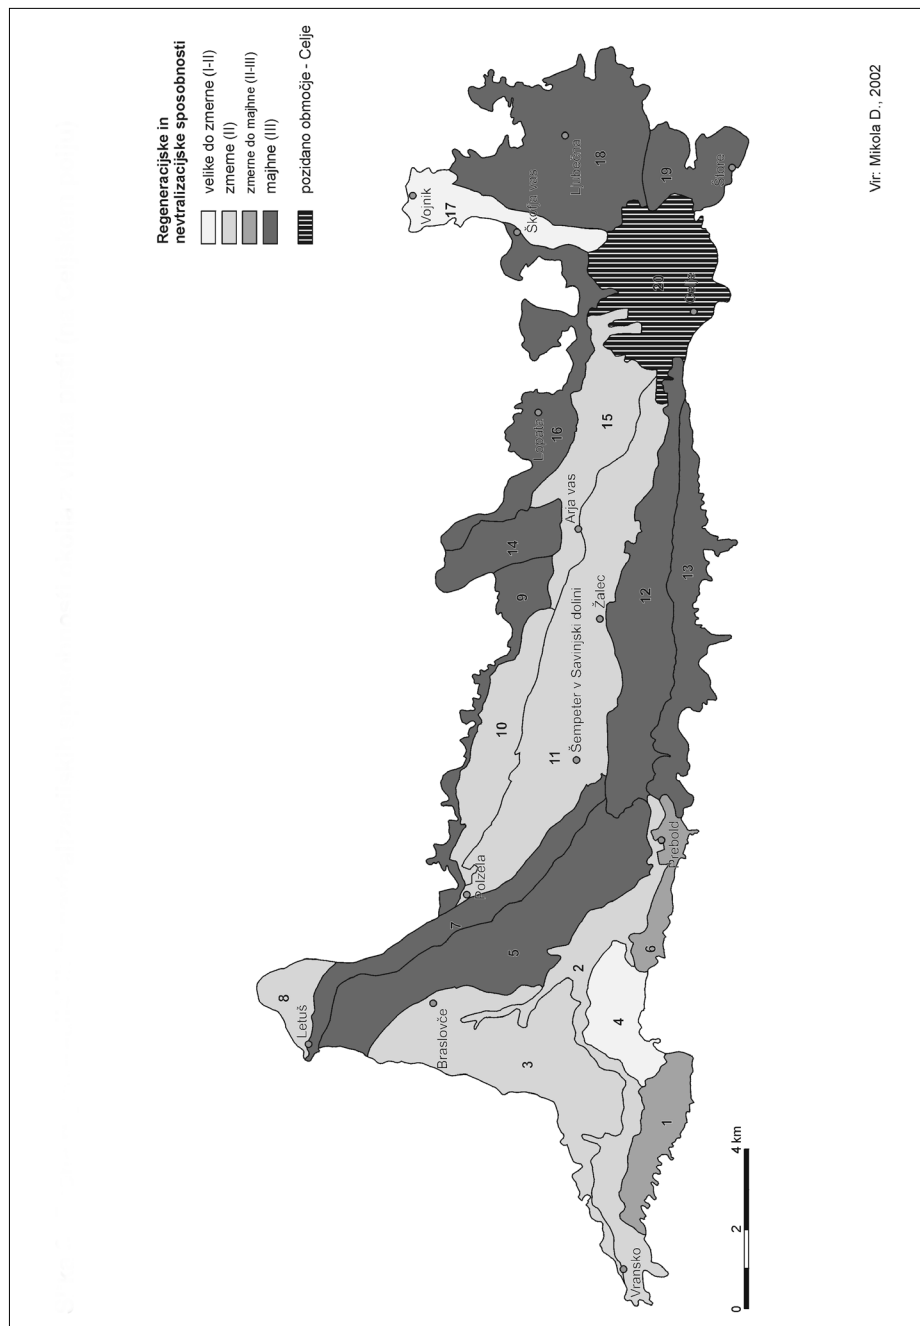 Regeneracijske in
nevtralizacijske sposobnosti
velike do zmerne (I-II)
zmerne (II)
zmerne do majhne (II-III)
majhne (III)
pozidano območje - Celje
Vojnik
17
Škofja vas
Ljubečna
18
19
Štore
20
Celje
Lopata
16
15
14
Arja vas
9
12
13
Žalec
10
Šempeter v Savinjski dolini
11
Polzela
7
Prebold
5
6
2
8
Letuš
Braslovče
4
3
1
Vransko
0 2 4 km
Vir: Mikola D., 2002